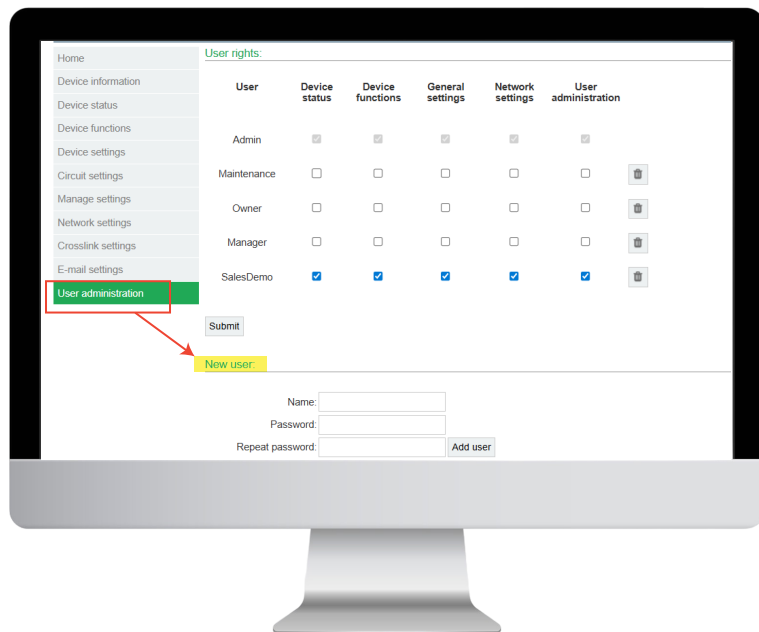 Home
Device information
Device status
Device functions
Device settings
Circuit settings
Manage settings
Network settings
Crosslink settings
E-mail settings
User administration
User rights:
User Device status Device functions General settings Network settings User administration
Admin
Maintenance
Owner
Manager
SalesDemo
Submit
New user:
Name:
Password:
Repeat password: Add user